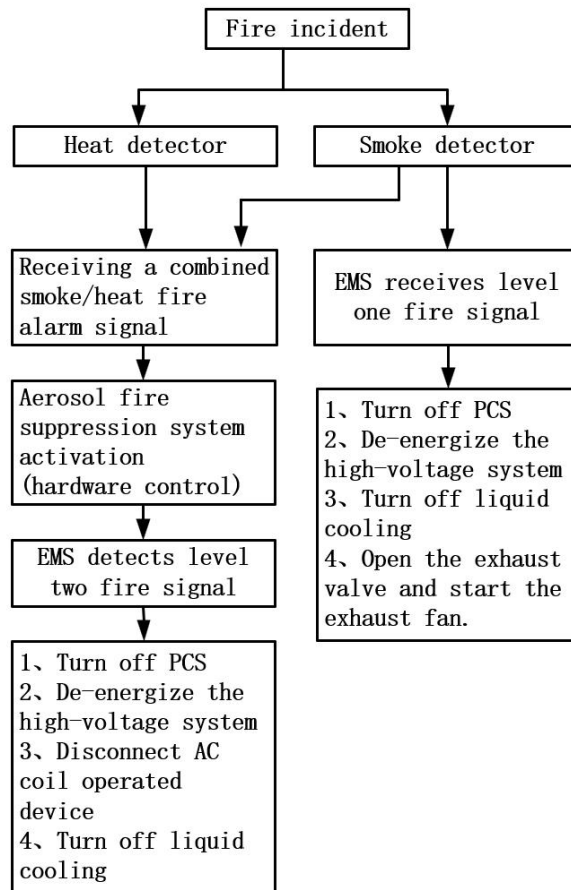 Fire incident
Heat detector
Smoke detector
Receiving a combined
smoke/heat fire
alarm signal
EMS receives level
one fire signal
Aerosol fire
suppression system
activation
(hardware control)
1、Turn off PCS
2、De-energize the
high-voltage system
3、Turn off liquid
cooling
4、Open the exhaust
valve and start the
exhaust fan.
EMS detects level
two fire signal
1、Turn off PCS
2、De-energize the
high-voltage system
3、Disconnect AC
coil operated
device
4、Turn off liquid
cooling